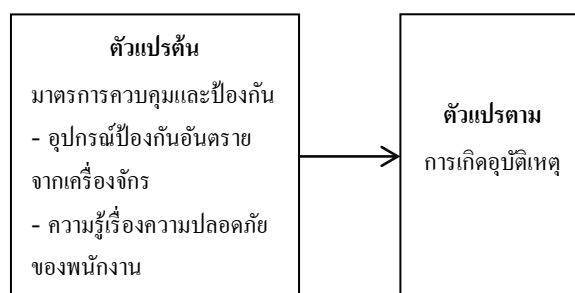 ตัวแปรต้น
มาตรการควบคุมและป้องกัน
- อุปกรณ์ป้องกันอันตราย
จากเครื่องจักร
- ความรู้เรื่องความปลอดภัย
ของพนักงาน
ตัวแปรตาม
การเกิดอุบัติเหตุ